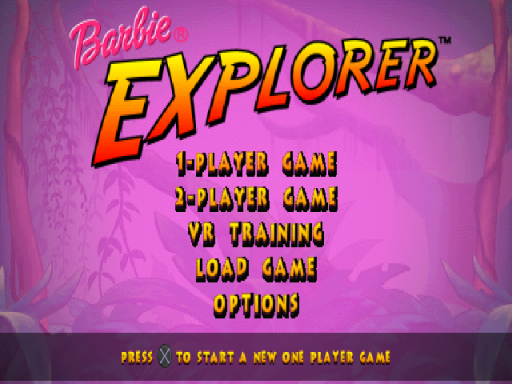 Barbie®
EXPLORER™
1-PLAYER GAME
2-PLAYER GAME
VR TRAINING
LOAD GAME
OPTIONS
PRESS X TO START A NEW ONE PLAYER GAME